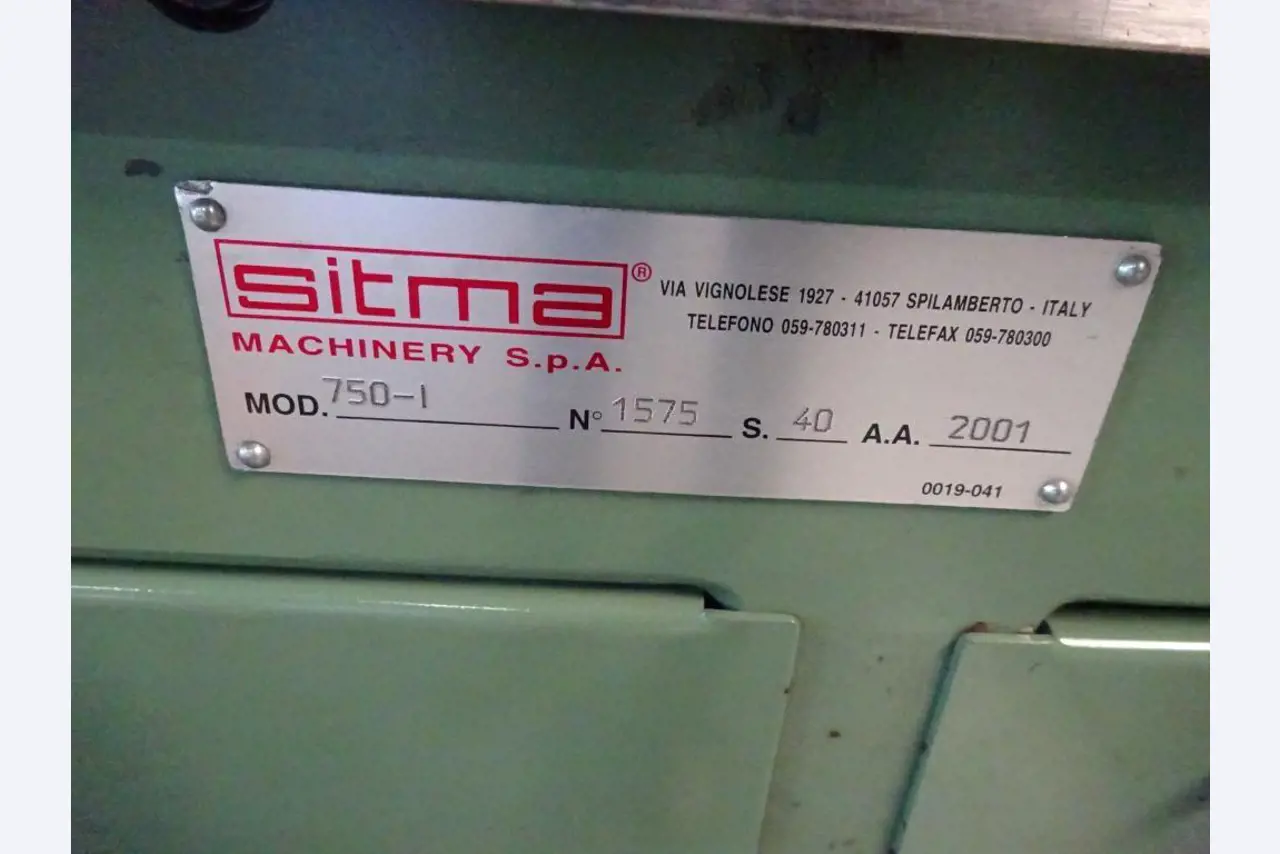 sitma®
MACHINERY S.p.A.
VIA VIGNOLESE 1927 - 41057 SPILAMBERTO - ITALY
TELEFONO 059-780311 - TELEFAX 059-780300
MOD. 750-I N° 1575 S. 40 A.A. 2001
0019-041